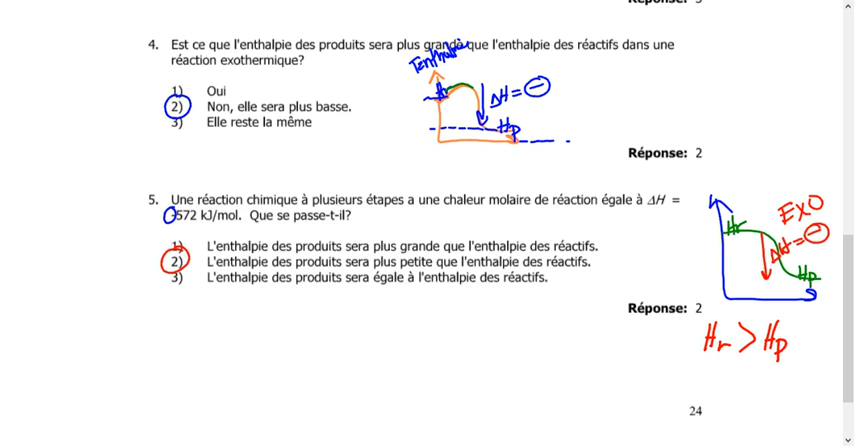 4. Est ce que l'enthalpie des produits sera plus grande que l'enthalpie des réactifs dans une
réaction exothermique?
Hr
ΔH = -
Hp
1) Oui
2) Non, elle sera plus basse.
3) Elle reste la même
Réponse: 2
5. Une réaction chimique à plusieurs étapes a une chaleur molaire de réaction égale à ΔH =
-572 kJ/mol. Que se passe-t-il?
1) L'enthalpie des produits sera plus grande que l'enthalpie des réactifs.
2) L'enthalpie des produits sera plus petite que l'enthalpie des réactifs.
3) L'enthalpie des produits sera égale à l'enthalpie des réactifs.
EXO
Hr
ΔH = -
Hp
Réponse: 2
Hr > Hp
24